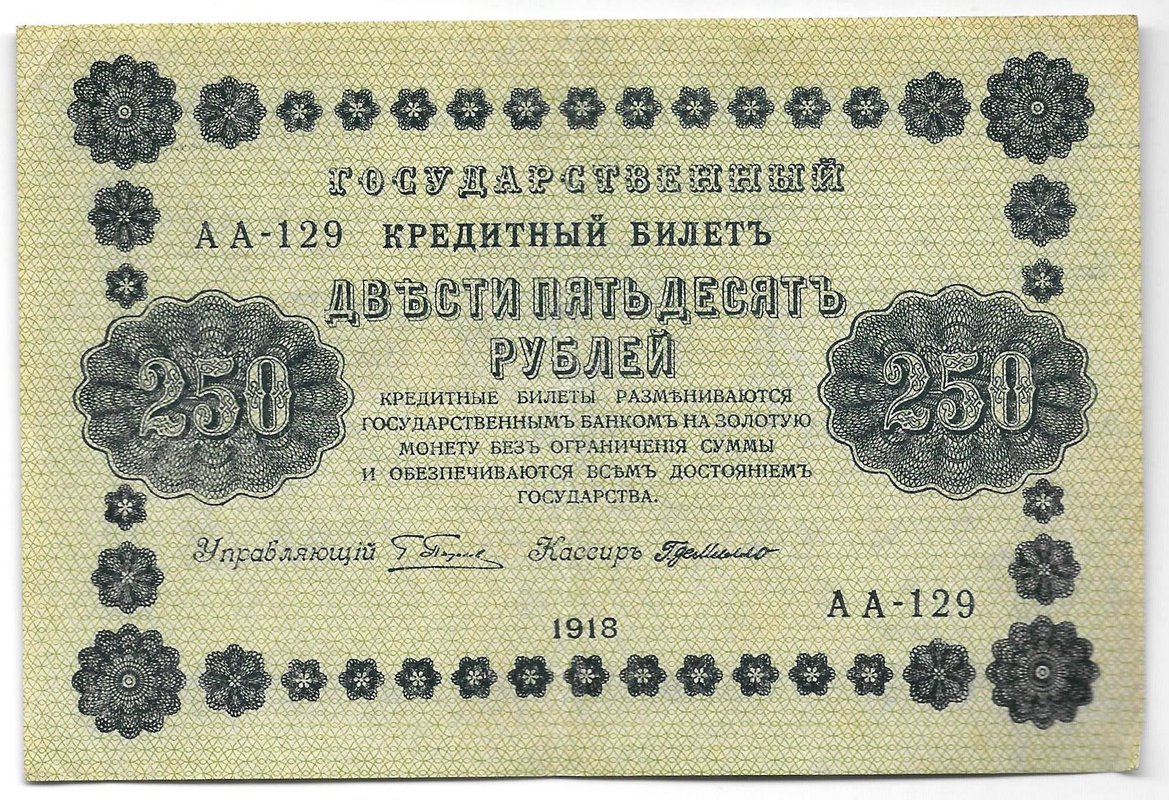 ГОСУДАРСТВЕННЫЙ
АА-129 КРЕДИТНЫЙ БИЛЕТЪ
ДВѢСТИ ПЯТЬДЕСЯТЪ
РУБЛЕЙ
250
250
КРЕДИТНЫЕ БИЛЕТЫ РАЗМѢНИВАЮТСЯ
ГОСУДАРСТВЕННЫМЪ БАНКОМЪ НА ЗОЛОТУЮ
МОНЕТУ БЕЗЪ ОГРАНИЧЕНІЯ СУММЫ
И ОБЕЗПЕЧИВАЮТСЯ ВСѢМЪ ДОСТОЯНІЕМЪ
ГОСУДАРСТВА.
Управляющій Кассиръ
АА-129
1918